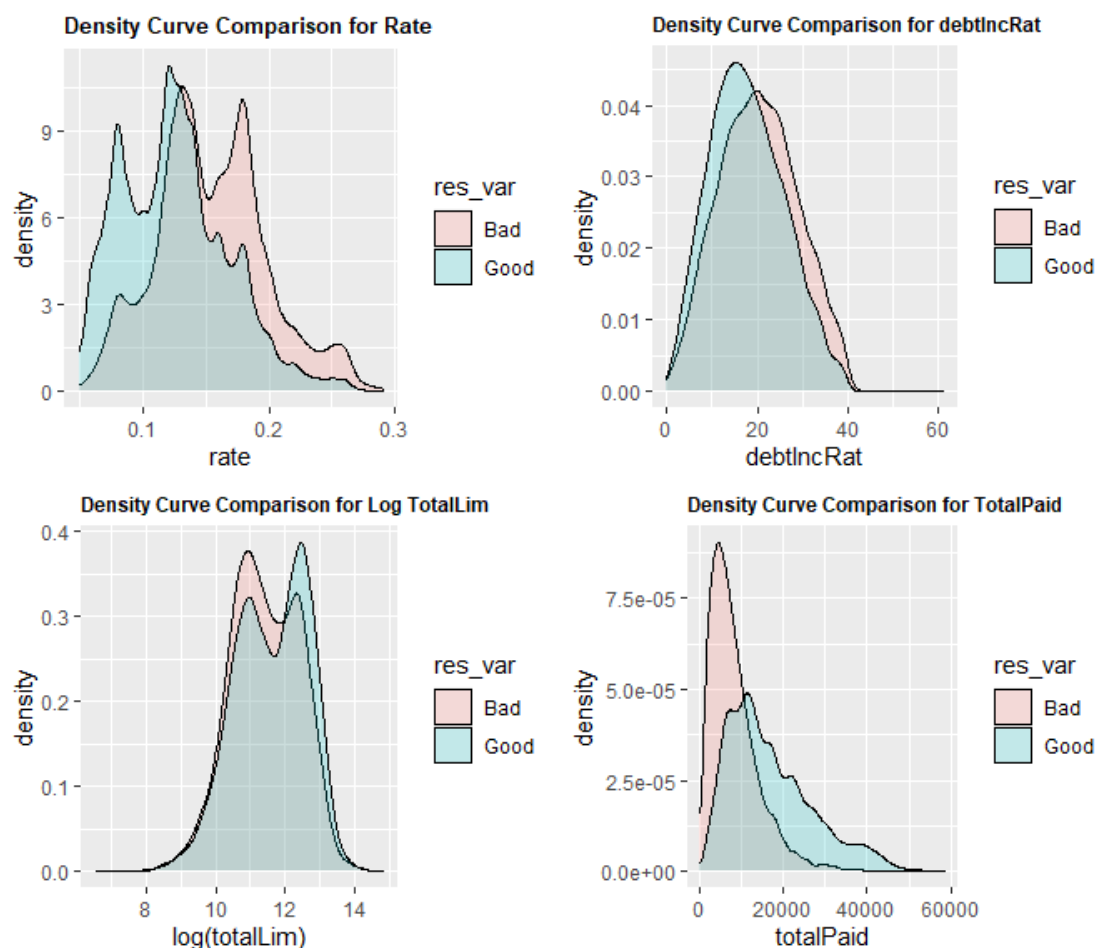 Density Curve Comparison for Rate
density
9
6
3
0
0.1 0.2 0.3
rate
res_var
Bad
Good
Density Curve Comparison for debtIncRat
density
0.04
0.03
0.02
0.01
0.00
0 20 40 60
debtIncRat
res_var
Bad
Good
Density Curve Comparison for Log TotalLim
density
0.4
0.3
0.2
0.1
0.0
8 10 12 14
log(totalLim)
res_var
Bad
Good
Density Curve Comparison for TotalPaid
density
7.5e-05
5.0e-05
2.5e-05
0.0e+00
0 20000 40000 60000
totalPaid
res_var
Bad
Good